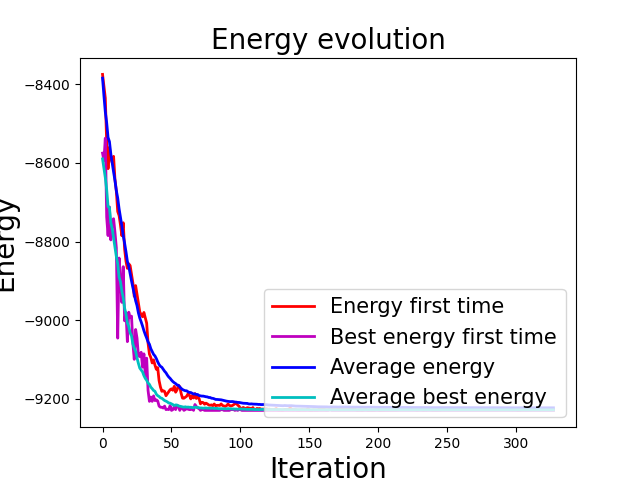 Energy evolution
Energy
−8400
−8600
−8800
−9000
−9200
0
50
100
150
200
250
300
Iteration
Energy first time
Best energy first time
Average energy
Average best energy